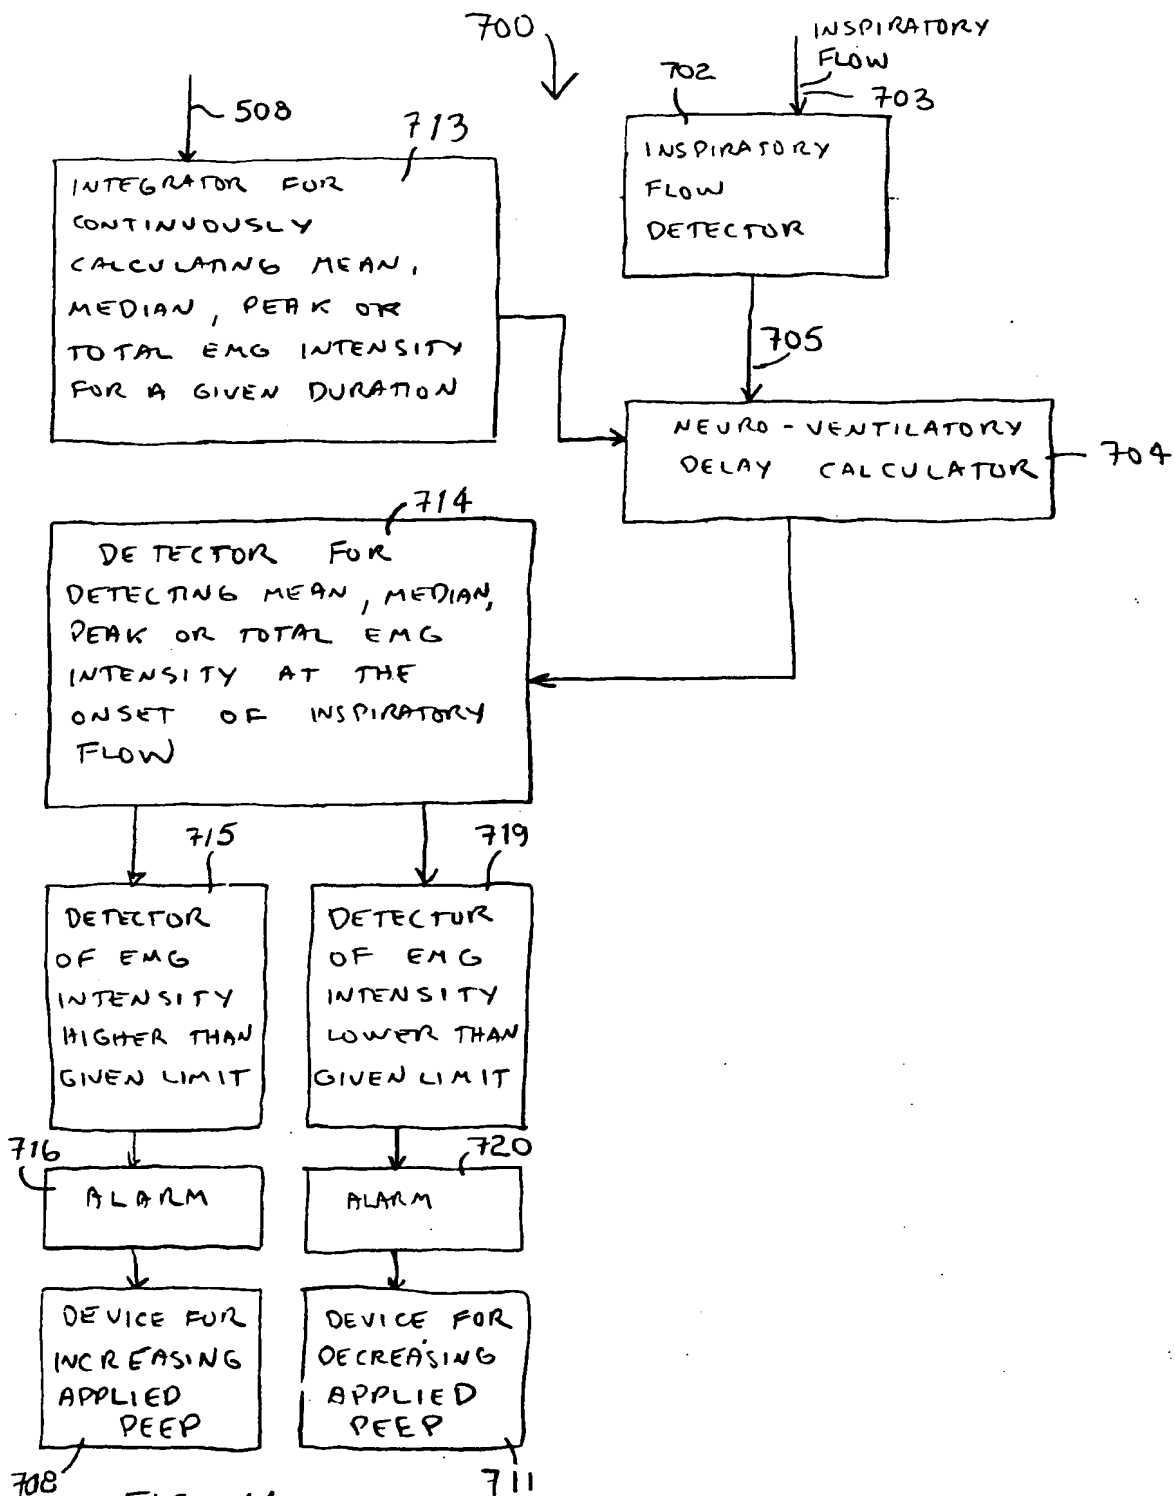 700
INSPIRATORY
FLOW
703
702
INSPIRATORY
FLOW
DETECTOR
508
713
INTEGRATOR FOR
CONTINUOUSLY
CALCULATING MEAN,
MEDIAN, PEAK OR
TOTAL EMG INTENSITY
FOR A GIVEN DURATION
705
NEURO-VENTILATORY
DELAY CALCULATOR
704
714
DETECTOR FOR
DETECTING MEAN, MEDIAN,
PEAK OR TOTAL EMG
INTENSITY AT THE
ONSET OF INSPIRATORY
FLOW
715
DETECTOR
OF EMG
INTENSITY
HIGHER THAN
GIVEN LIMIT
719
DETECTOR
OF EMG
INTENSITY
LOWER THAN
GIVEN LIMIT
716
ALARM
720
ALARM
DEVICE FOR
INCREASING
APPLIED
PEEP
708
DEVICE FOR
DECREASING
APPLIED
PEEP
711